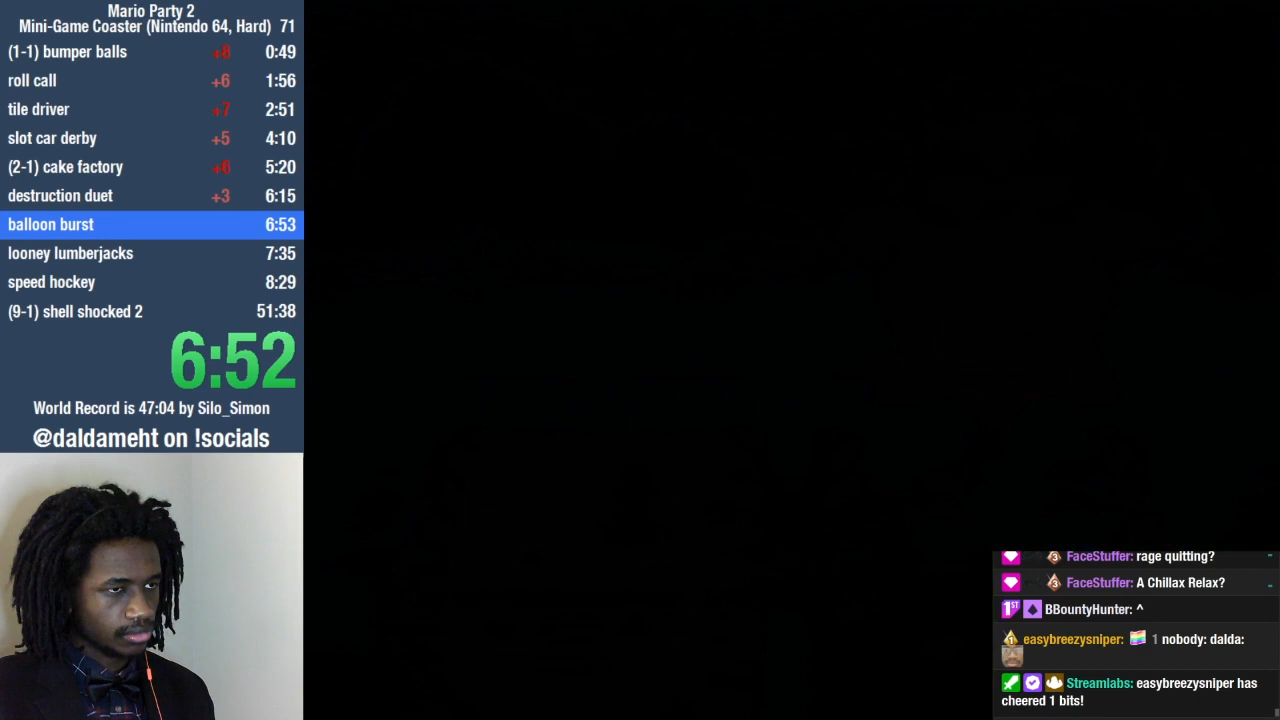 Mario Party 2
Mini-Game Coaster (Nintendo 64, Hard) 71
(1-1) bumper balls +8 0:49
roll call +6 1:56
tile driver +7 2:51
slot car derby +5 4:10
(2-1) cake factory +6 5:20
destruction duet +3 6:15
balloon burst 6:53
looney lumberjacks 7:35
speed hockey 8:29
(9-1) shell shocked 2 51:38
6:52
World Record is 47:04 by Silo_Simon
@daldameht on !socials
3 FaceStuffer: rage quitting?
3 FaceStuffer: A Chillax Relax?
1ST BBountyHunter: ^
1 easybreezysniper: 1 nobody: dalda:
Streamlabs: easybreezysniper has
cheered 1 bits!